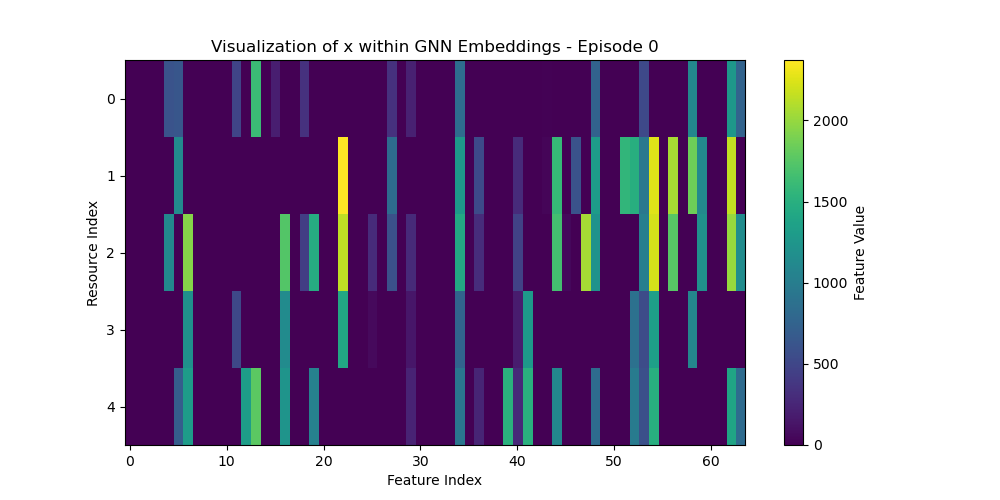 Visualization of x within GNN Embeddings - Episode 0
Resource Index
0
1
2
3
4
0 10 20 30 40 50 60
Feature Index
2000
1500
1000
500
0
Feature Value